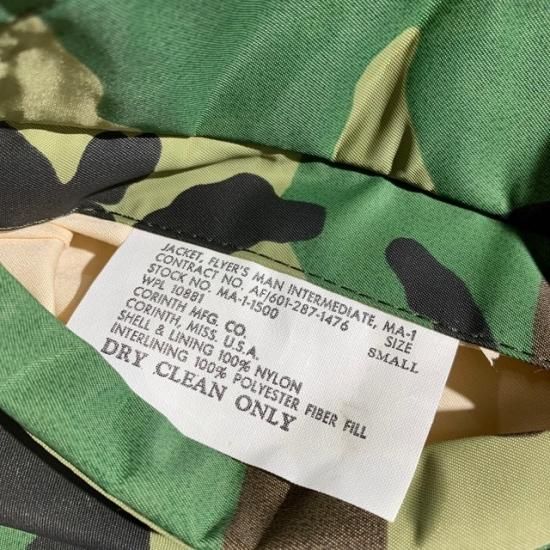 JACKET, FLYER'S MAN INTERMEDIATE, MA-1
CONTRACT NO. AF/601-287-1476
STOCK NO. MA-1-1500
WPL 10881
CORINTH MFG. CO.
CORINTH, MISS. U.S.A.
SHELL & LINING 100% NYLON
INTERLINING 100% POLYESTER FIBER FILL
DRY CLEAN ONLY
SIZE
SMALL